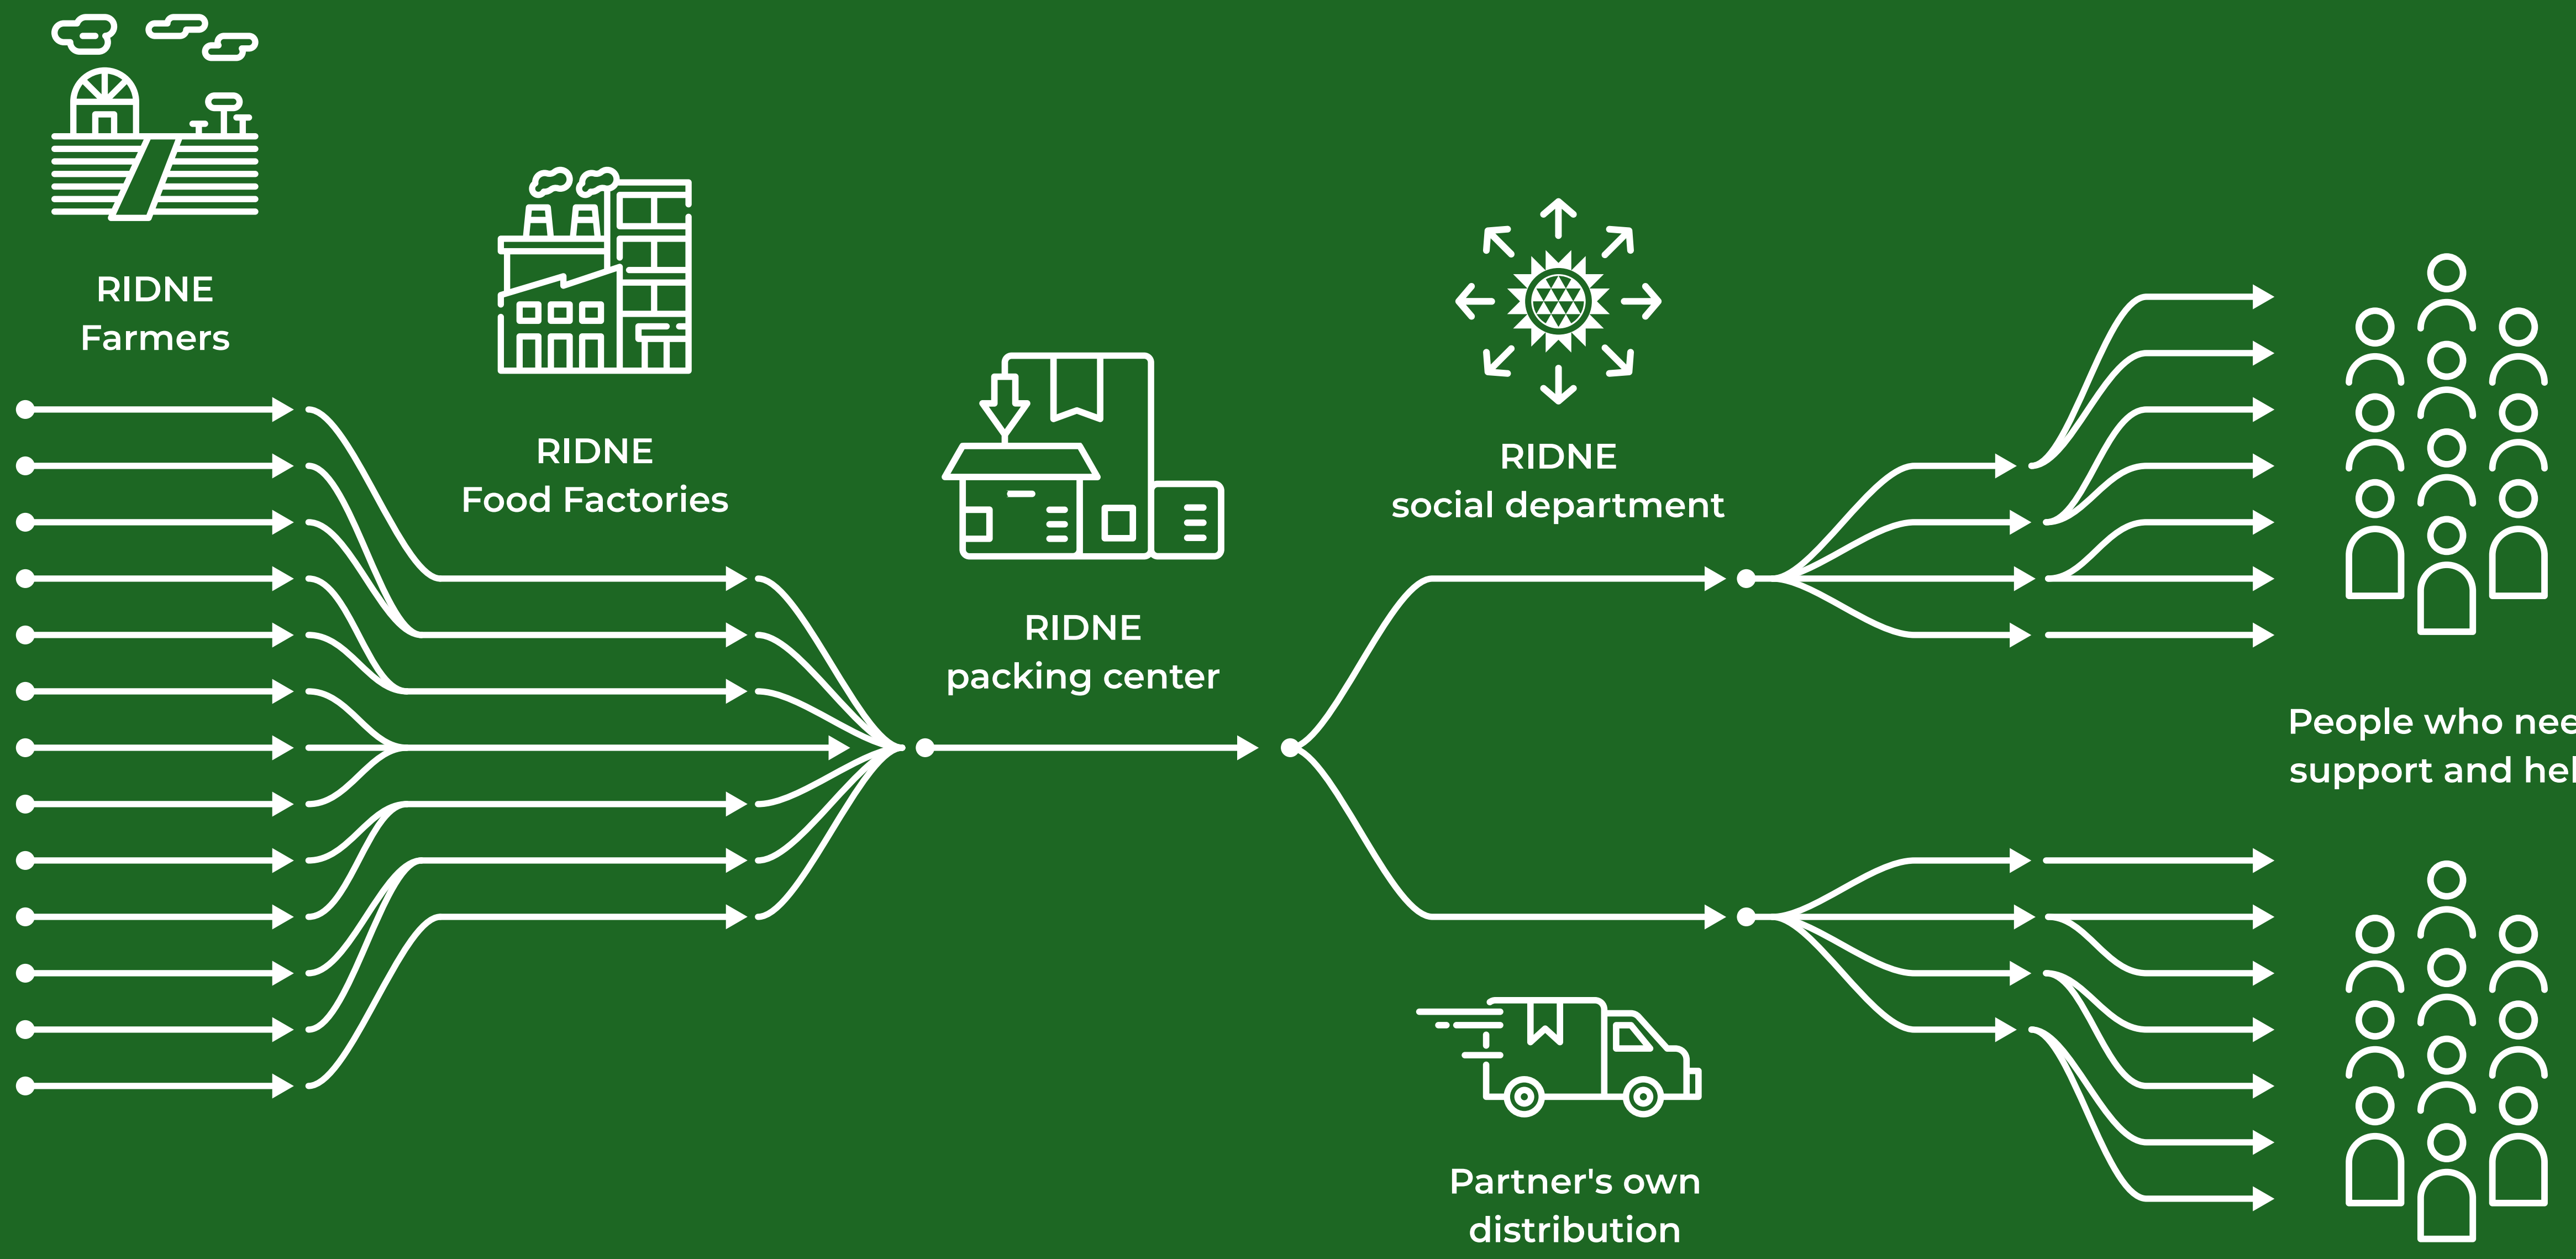 RIDNE
Farmers
RIDNE
Food Factories
RIDNE
packing center
RIDNE
social department
People who nee
support and hel
Partner's own
distribution